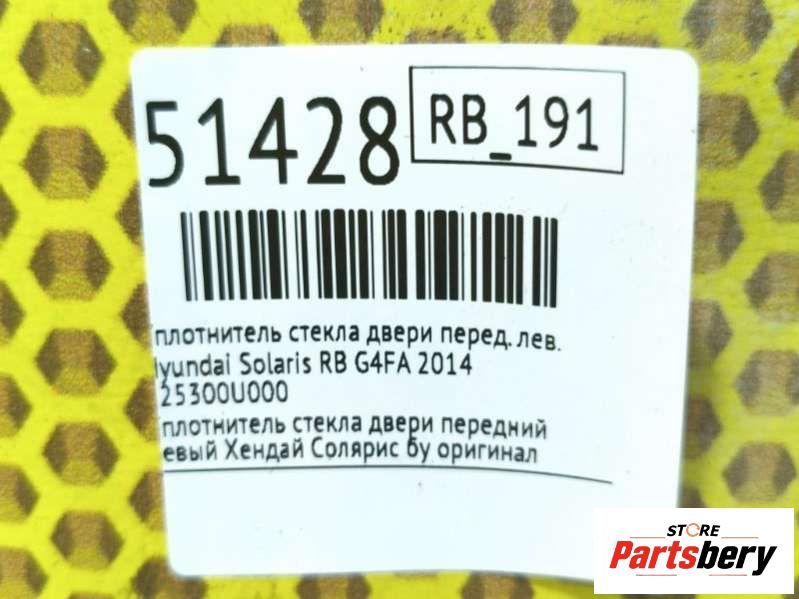 51428
RB_191
плотнитель стекла двери перед. лев.
yundai Solaris RB G4FA 2014
25300U000
плотнитель стекла двери передний
евый Хендай Солярис бу оригинал
STORE
Partsbery